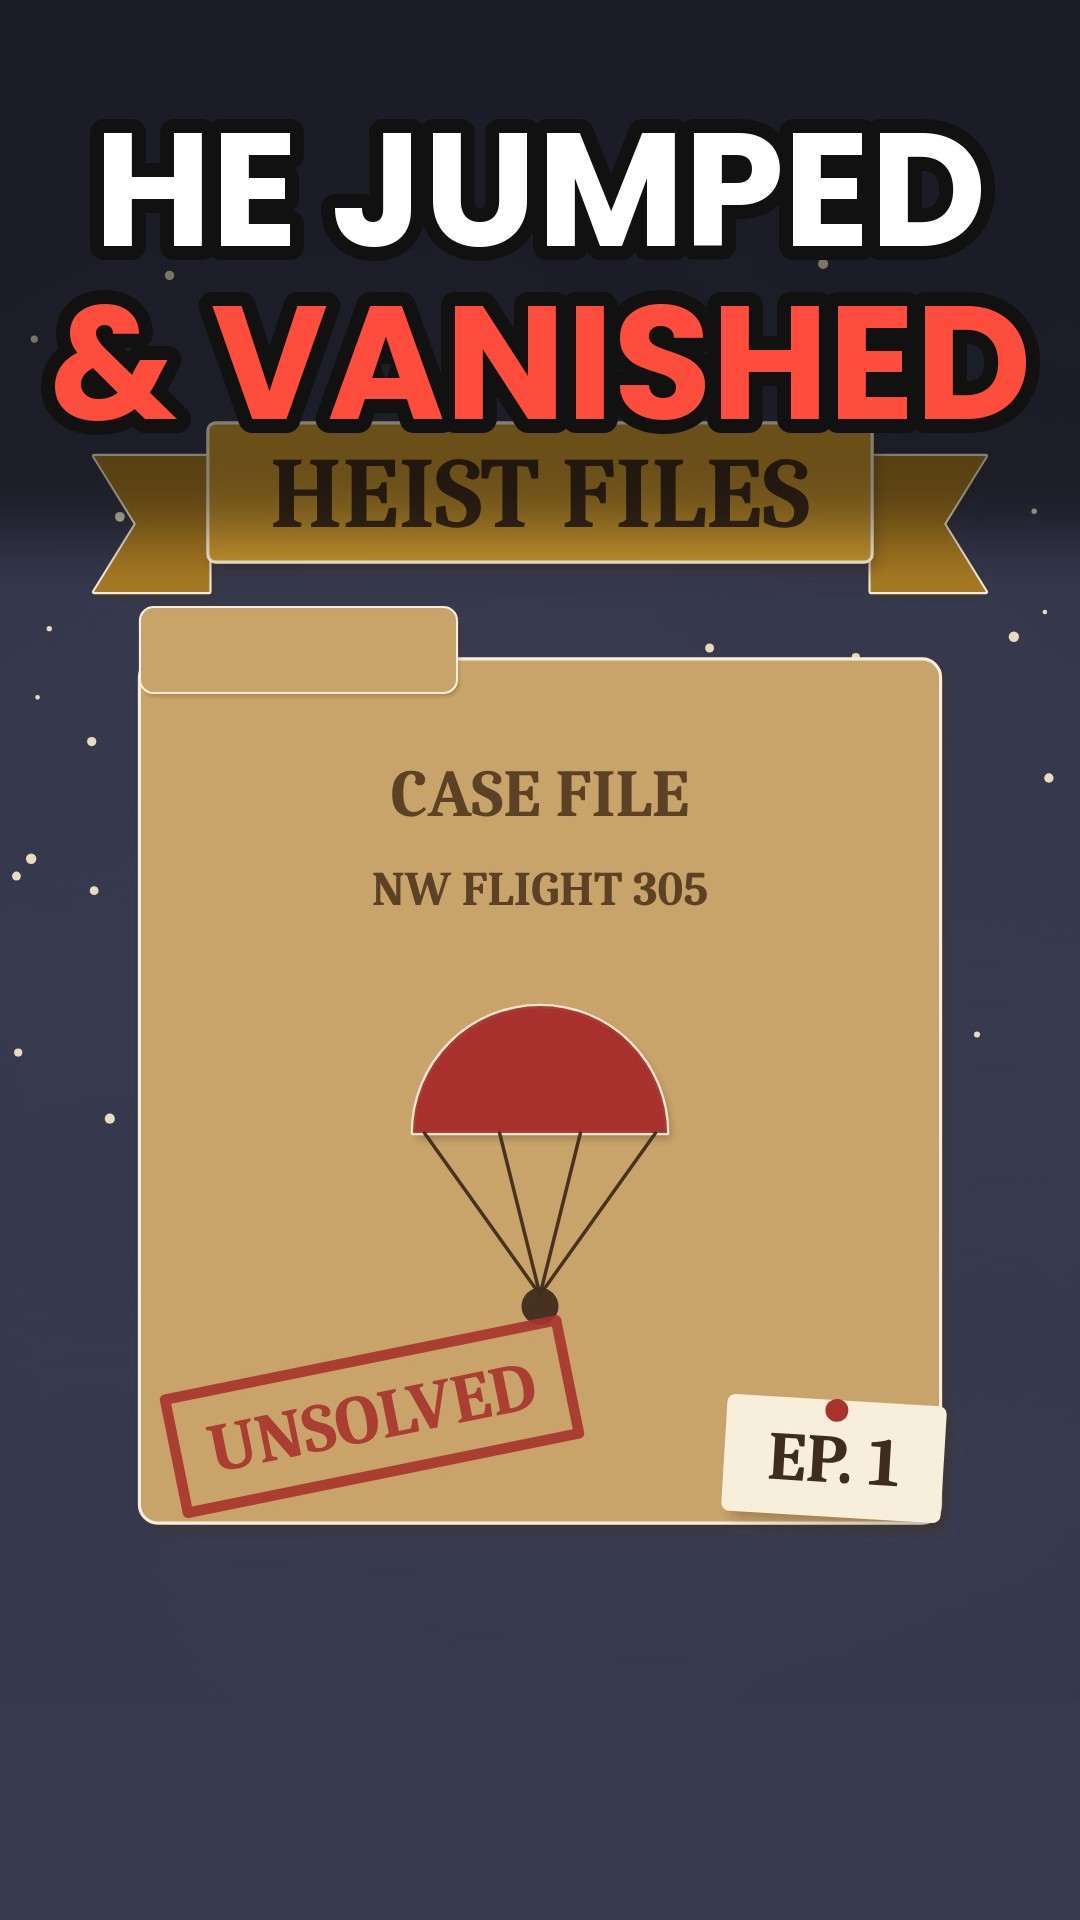 HE JUMPED
& VANISHED
HEIST FILES
CASE FILE
NW FLIGHT 305
UNSOLVED
EP. 1